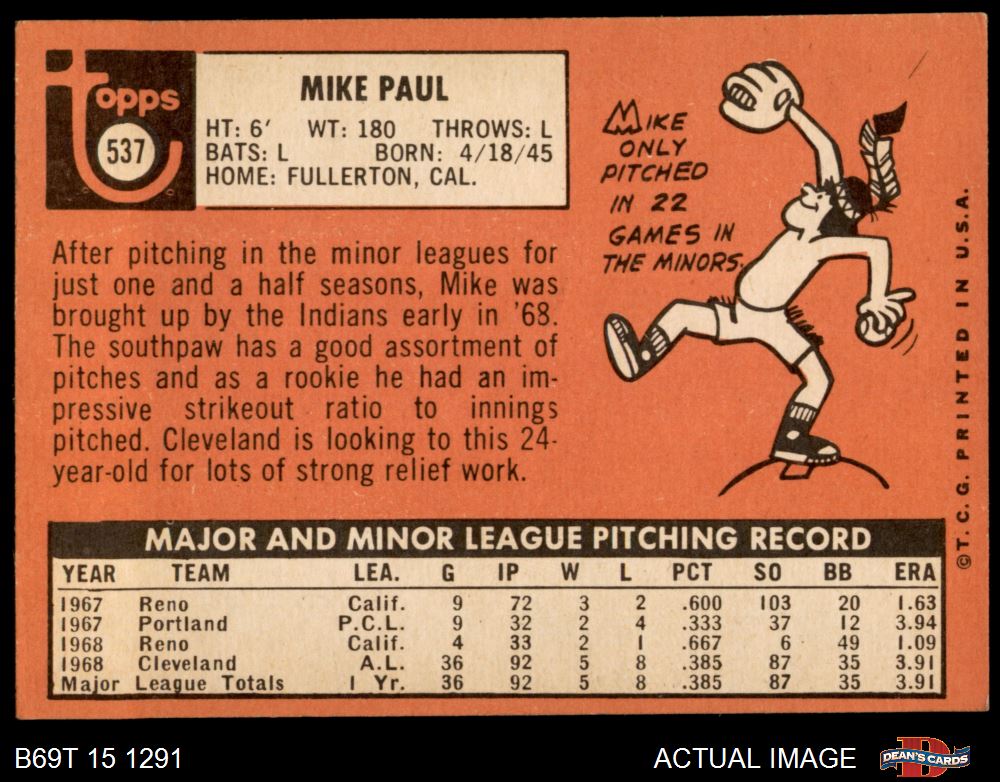 Topps
537
MIKE PAUL
HT: 6' WT: 180 THROWS: L
BATS: L BORN: 4/18/45
HOME: FULLERTON, CAL.
After pitching in the minor leagues for
just one and a half seasons, Mike was
brought up by the Indians early in '68.
The southpaw has a good assortment of
pitches and as a rookie he had an im-
pressive strikeout ratio to innings
pitched. Cleveland is looking to this 24-
year-old for lots of strong relief work.
MIKE
ONLY
PITCHED
IN 22
GAMES IN
THE MINORS.
©T.C.G. PRINTED IN U.S.A.
MAJOR AND MINOR LEAGUE PITCHING RECORD
YEAR TEAM LEA. G IP W L PCT SO BB ERA
1967 Reno Calif. 9 72 3 2 .600 103 20 1.63
1967 Portland P.C.L. 9 32 2 4 .333 37 12 3.94
1968 Reno Calif. 4 33 2 1 .667 6 49 1.09
1968 Cleveland A.L. 36 92 5 8 .385 87 35 3.91
Major League Totals 1 Yr. 36 92 5 8 .385 87 35 3.91
B69T 15 1291
ACTUAL IMAGE
DEAN'S CARDS